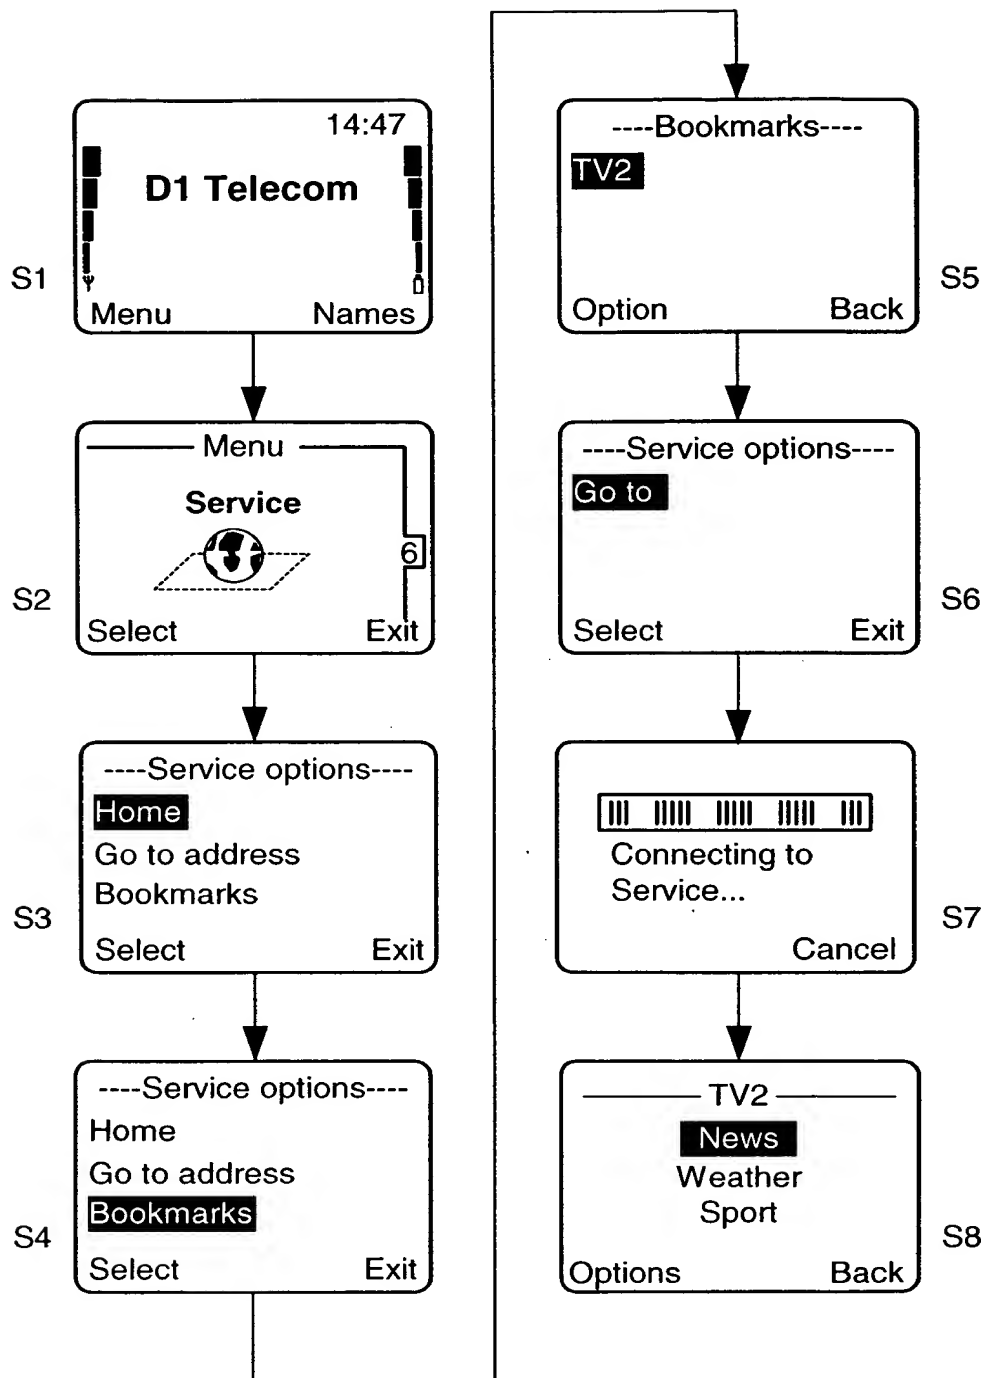 14:47
D1 Telecom
S1
Menu Names
Menu
Service
6
S2
Select Exit
----Service options----
Home
Go to address
Bookmarks
S3
Select Exit
----Service options----
Home
Go to address
Bookmarks
S4
Select Exit
----Bookmarks----
TV2
S5
Option Back
----Service options----
Go to
S6
Select Exit
Connecting to
Service...
S7
Cancel
TV2
News
Weather
Sport
S8
Options Back